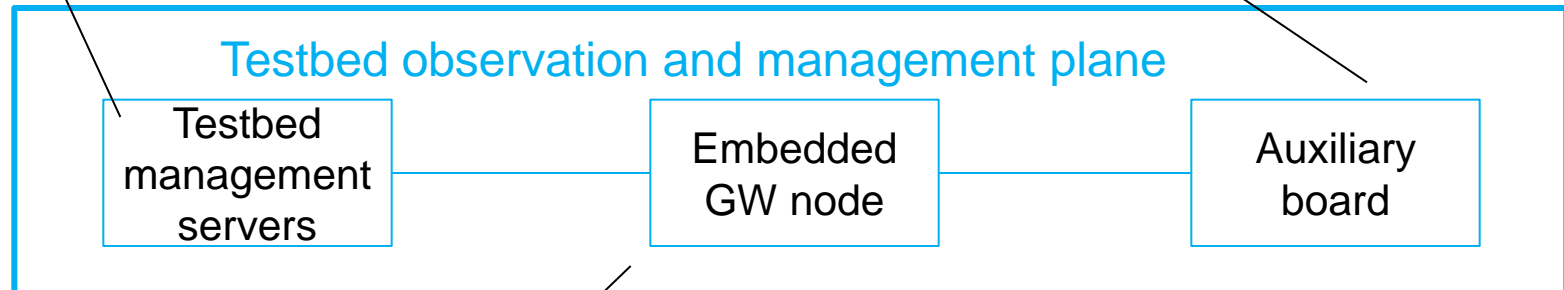 Testbed observation and management plane
Testbed
management
servers
Embedded
GW node
Auxiliary
board